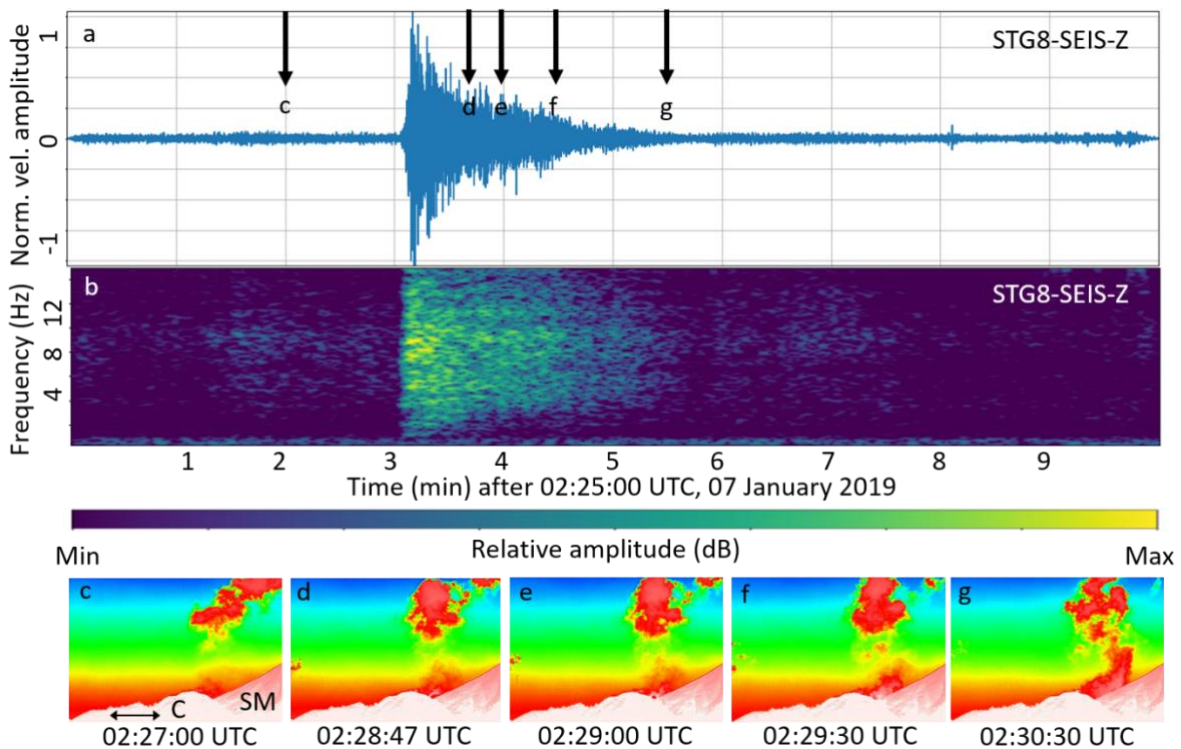 a
STG8-SEIS-Z
Norm. vel. amplitude
1
0
-1
c
d
e
f
g
b
STG8-SEIS-Z
Frequency (Hz)
12
8
4
1 2 3 4 5 6 7 8 9
Time (min) after 02:25:00 UTC, 07 January 2019
Min
Relative amplitude (dB)
Max
c
d
e
f
g
C
SM
02:27:00 UTC
02:28:47 UTC
02:29:00 UTC
02:29:30 UTC
02:30:30 UTC